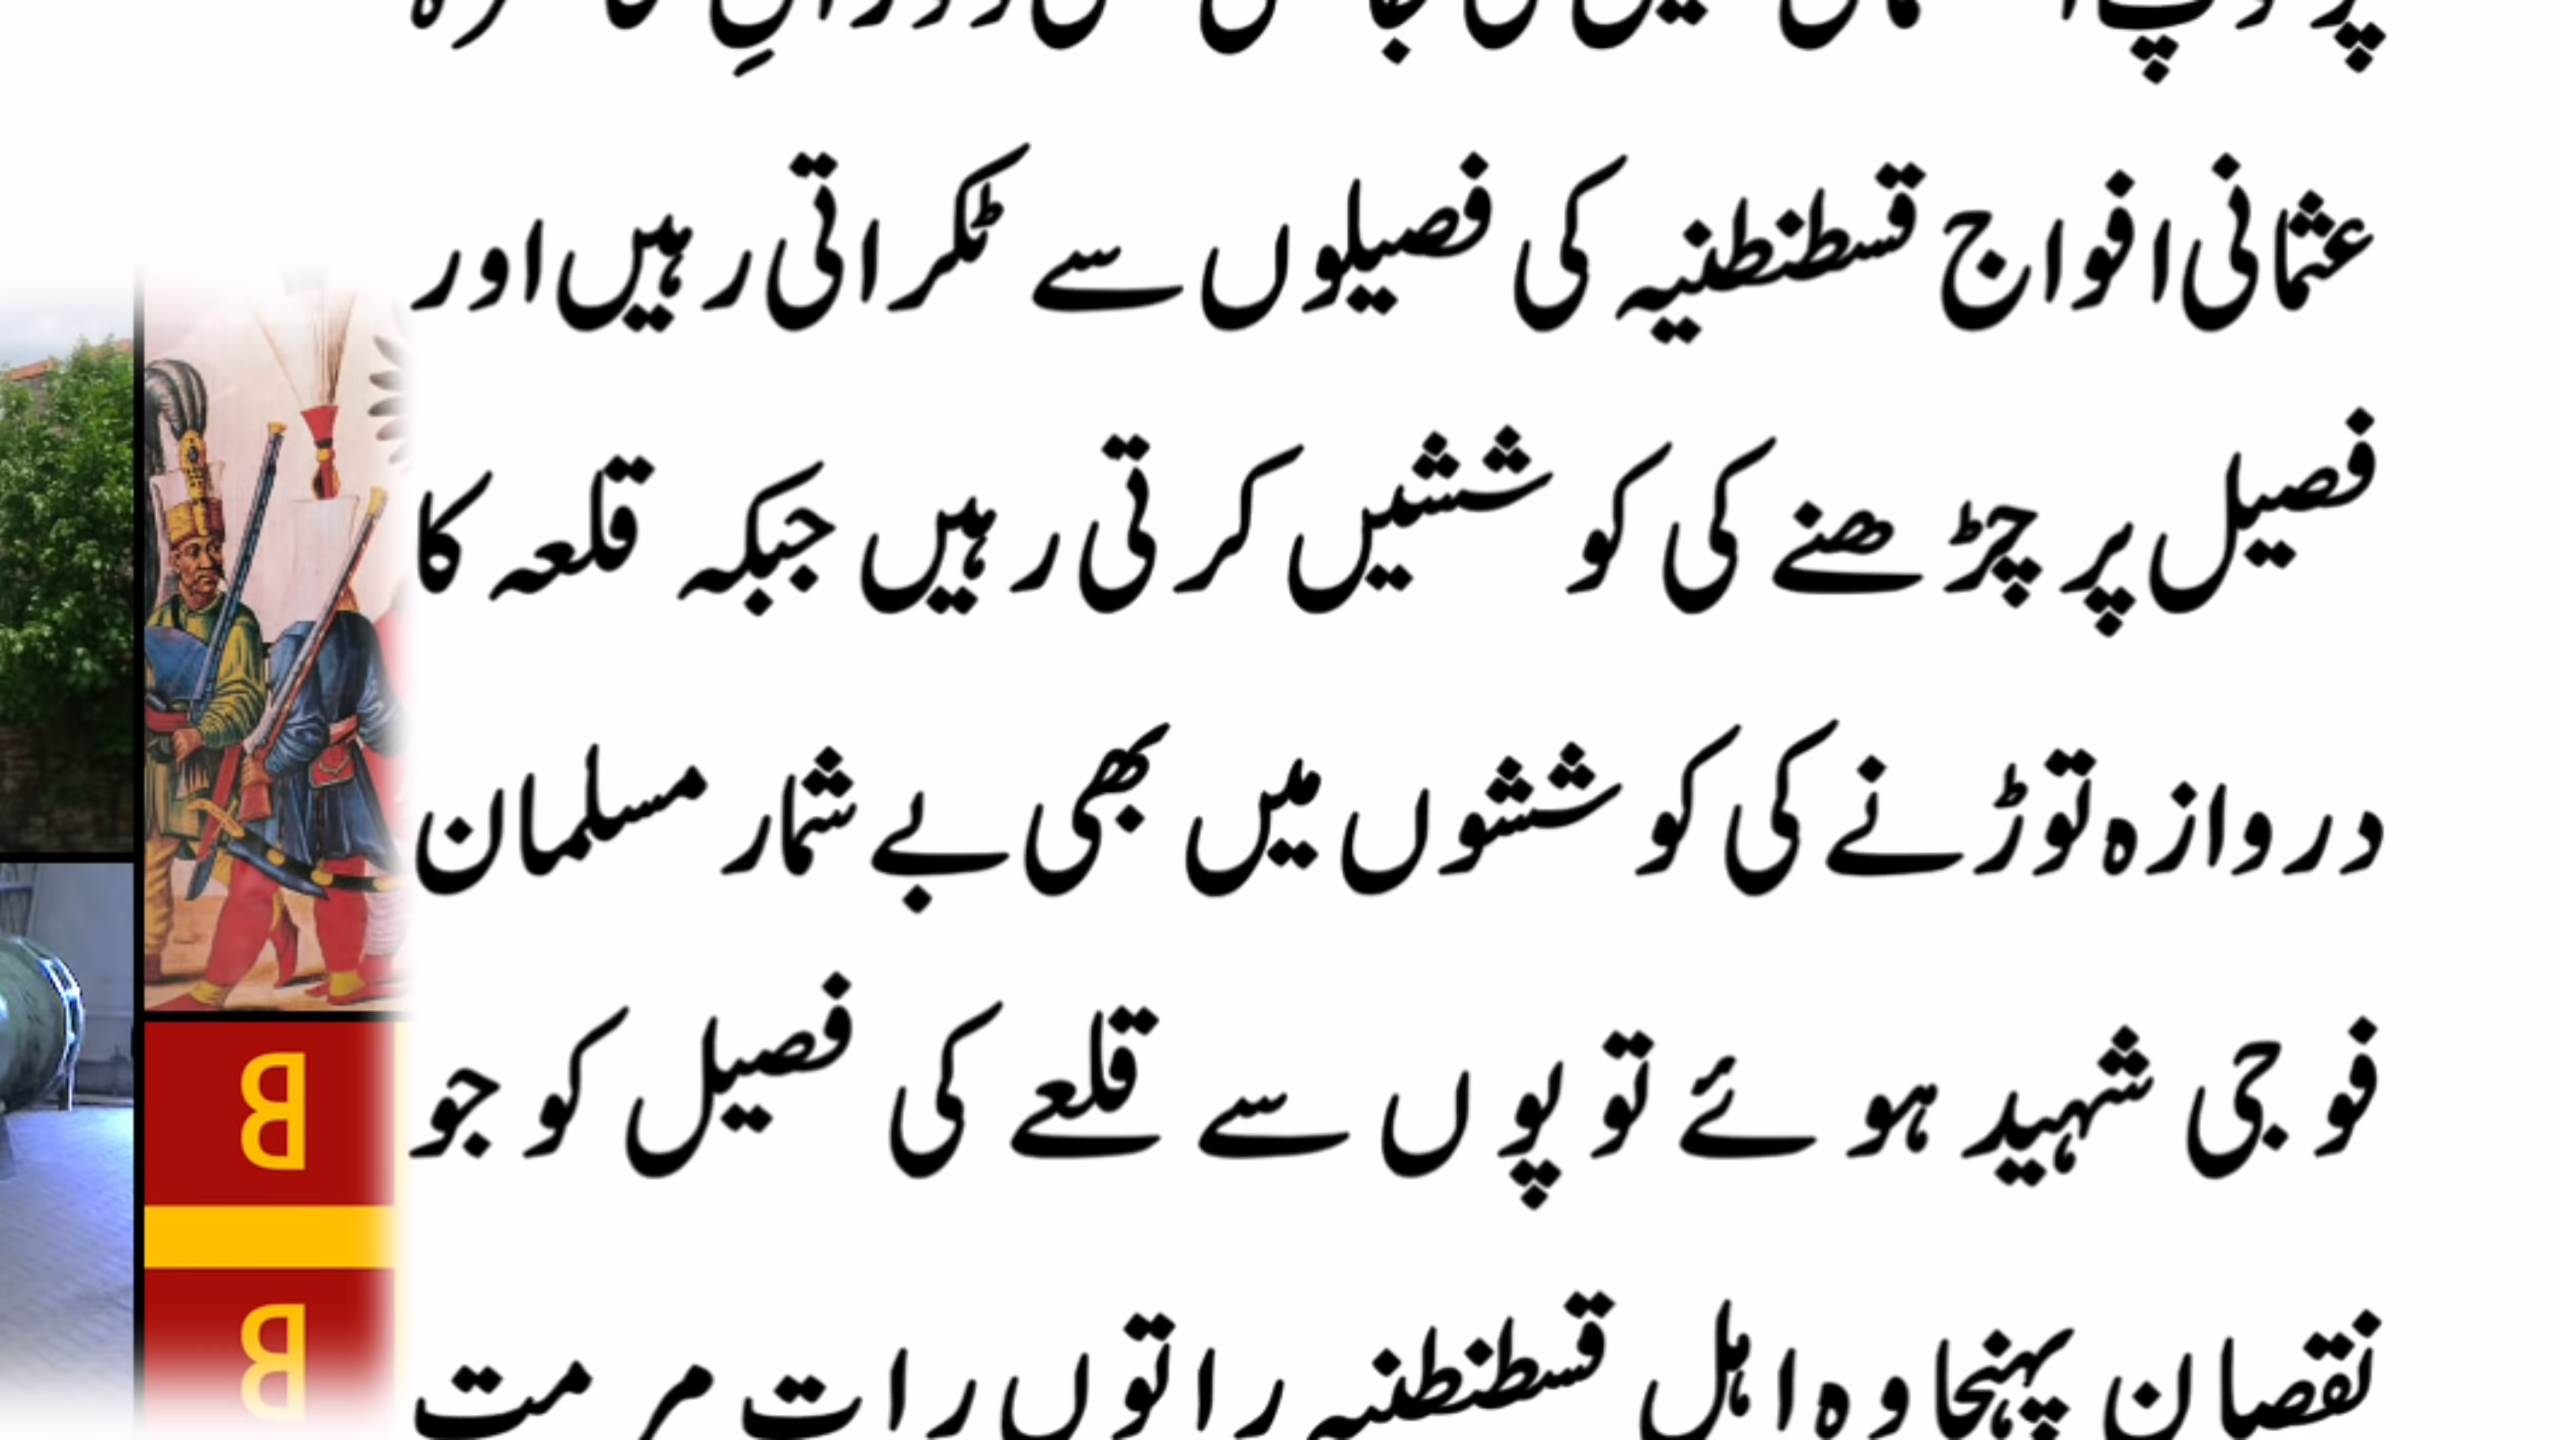 عثمانی افواج قسطنطنیہ کی فصیلوں سے ٹکراتی رہیں اور
فصیل پر چڑھنے کی کوششیں کرتی رہیں جبکہ قلعہ کا
دروازہ توڑنے کی کوششوں میں بھی بے شمار مسلمان
فوجی شہید ہوئے توپوں سے قلعے کی فصیل کو جو
نقصان پہنچا وہ اہل قسطنطنیہ راتوں رات مرمت